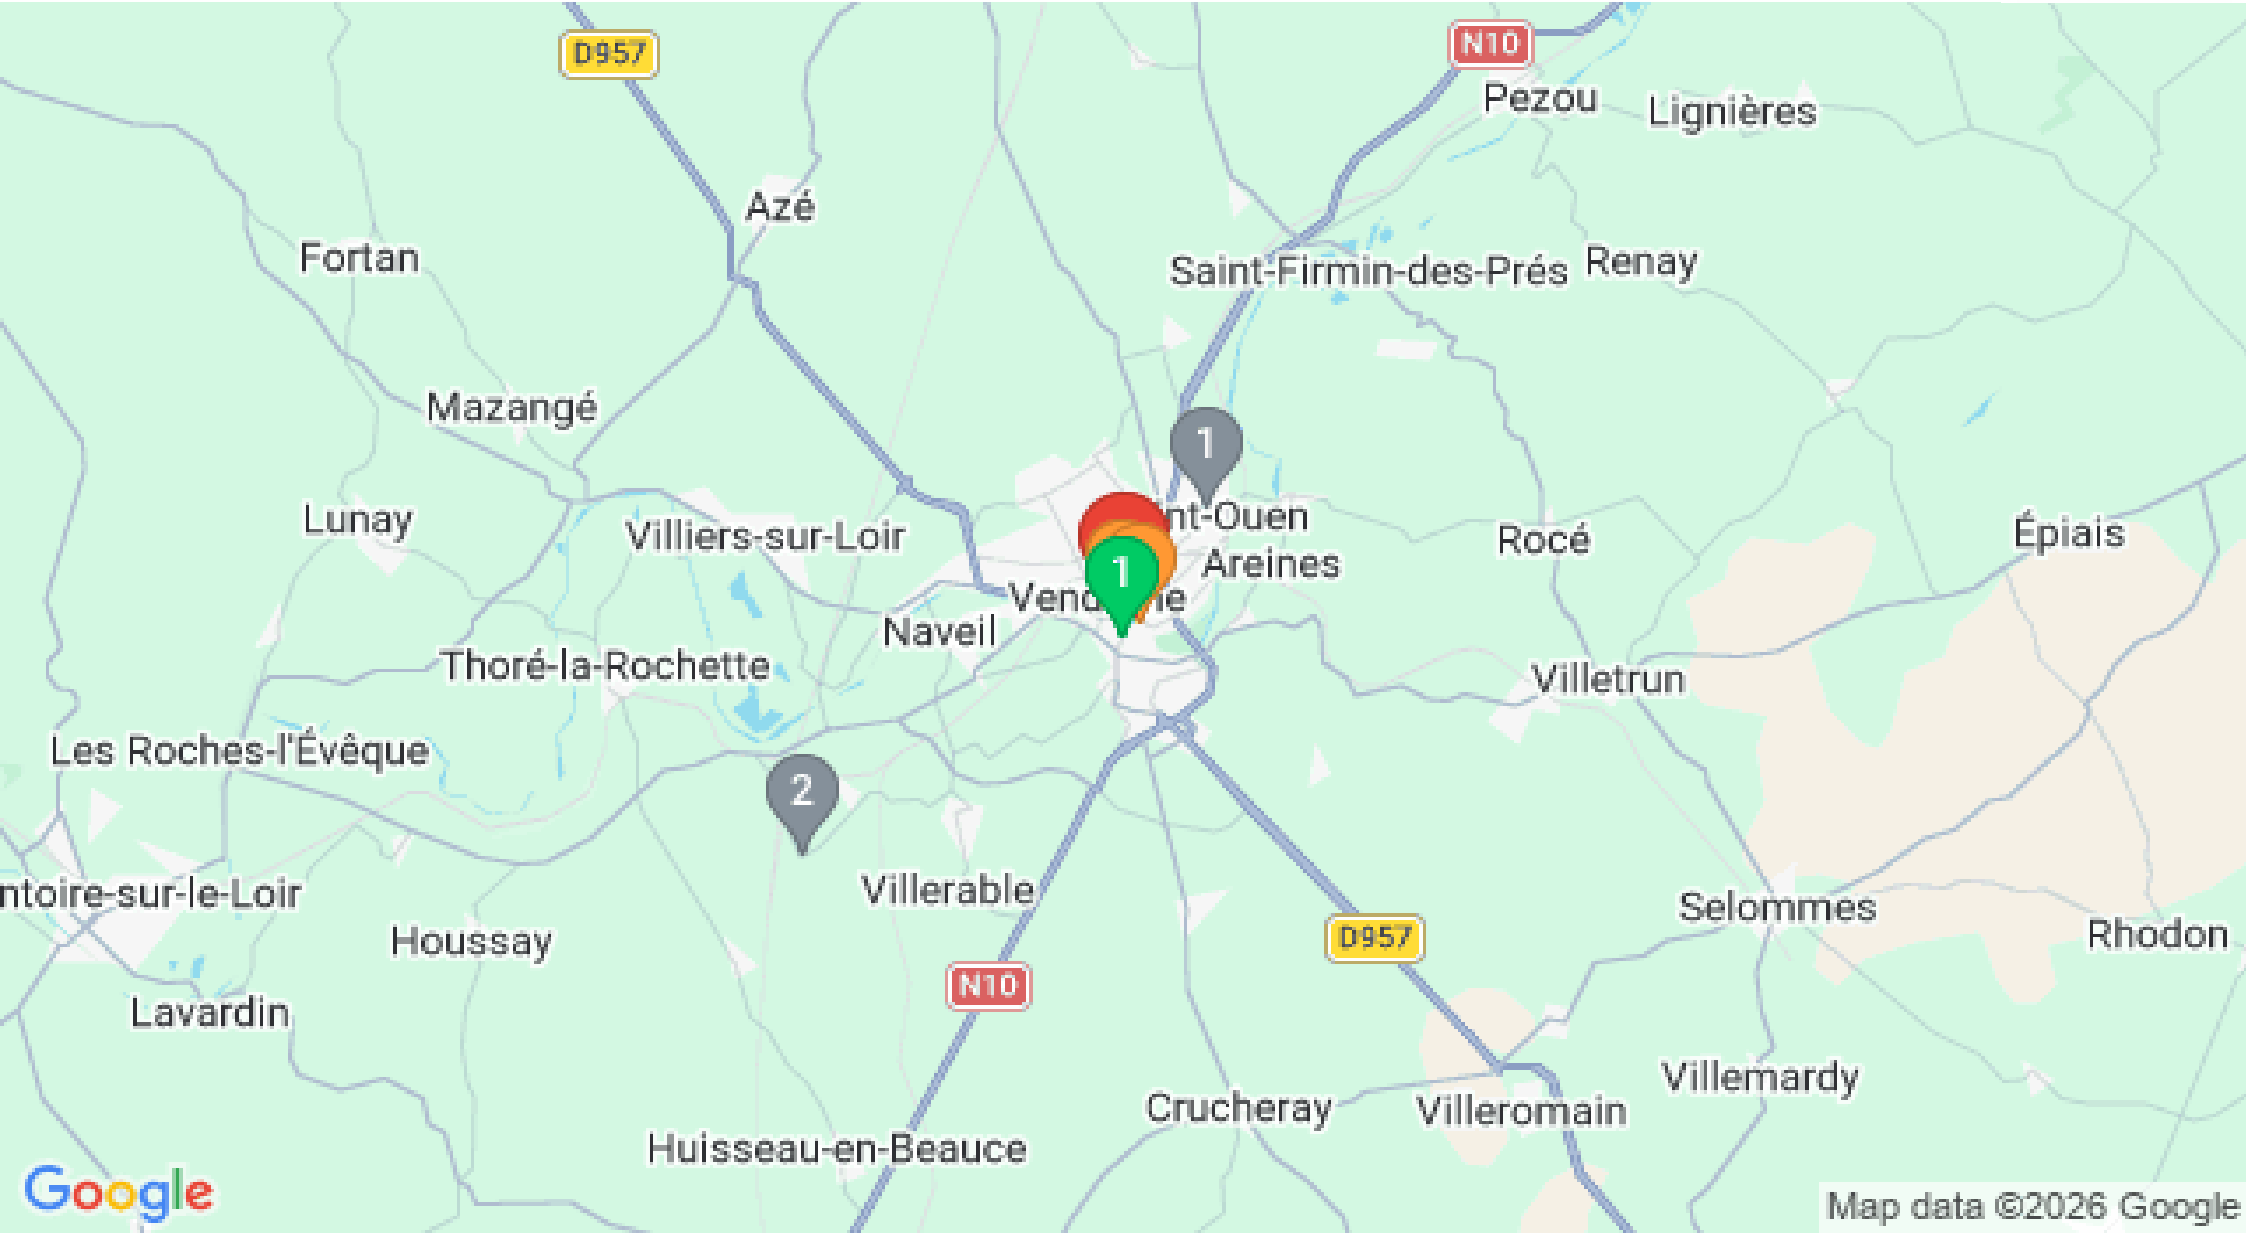 D957
N10
Pezou
Lignières
Azé
Fortan
Saint-Firmin-des-Prés
Renay
Mazangé
1
Lunay
Villiers-sur-Loir
nt-Ouen
Rocé
Épiais
Areines
1
Naveil
Thoré-la-Rochette
Villetrun
Les Roches-l'Évêque
2
ntoire-sur-le-Loir
Villerable
Selommes
Houssay
D957
Rhodon
N10
Lavardin
Villemardy
Crucheray
Villeromain
Huisseau-en-Beauce
Google
Map data ©2026 Google